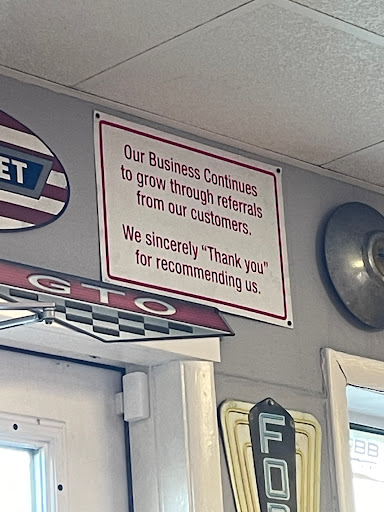 ET
Our Business Continues
to grow through referrals
from our customers.
We sincerely "Thank you"
for recommending us.
GTO
FO